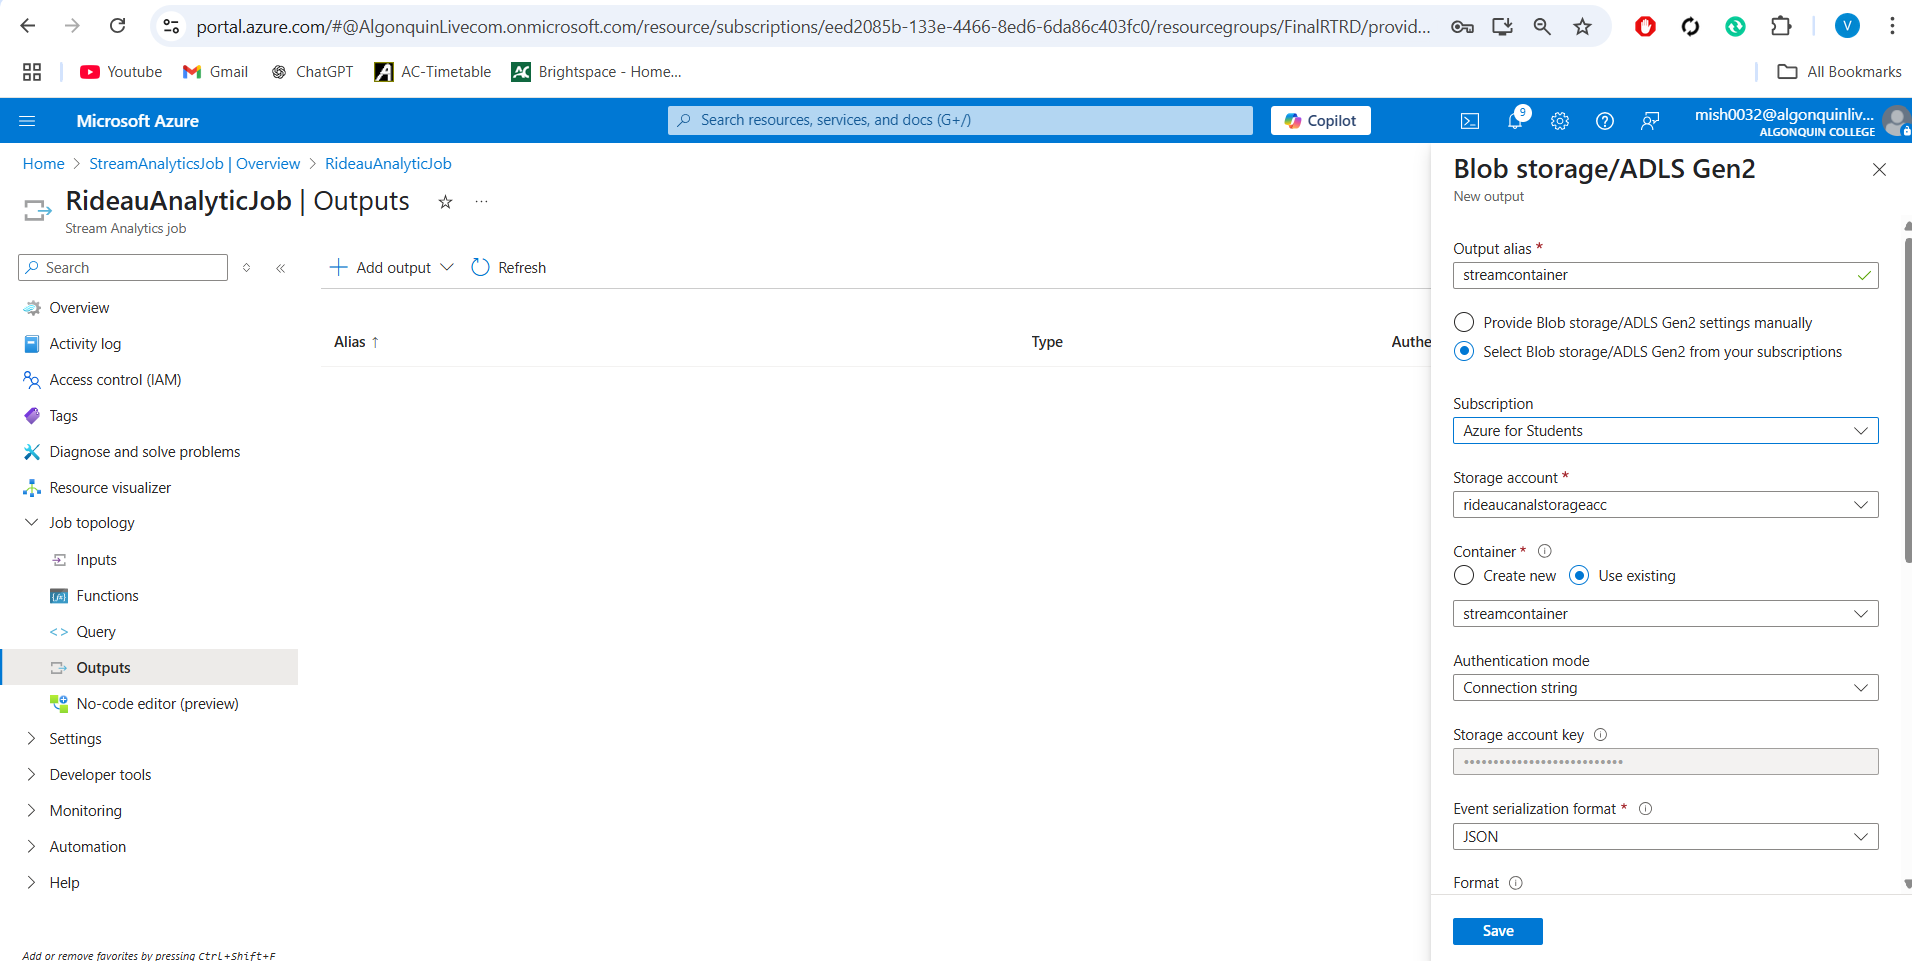 portal.azure.com/#@AlgonquinLivecom.onmicrosoft.com/resource/subscriptions/eed2085b-133e-4466-8ed6-6da86c403fc0/resourcegroups/FinalRTRD/provid...
V
YouTube
Gmail
ChatGPT
AC-Timetable
Brightspace - Home...
All Bookmarks
Microsoft Azure
Search resources, services, and docs (G+/)
Copilot
9
mish0032@algonquinliv...
ALGONQUIN COLLEGE
Home > StreamAnalyticsJob | Overview > RideauAnalyticJob
RideauAnalyticJob | Outputs
Stream Analytics job
Search
Overview
Activity log
Access control (IAM)
Tags
Diagnose and solve problems
Resource visualizer
Job topology
Inputs
Functions
Query
Outputs
No-code editor (preview)
Settings
Developer tools
Monitoring
Automation
Help
Add or remove favorites by pressing Ctrl+Shift+F
Add output
Refresh
Alias ↑
Type
Authe
Blob storage/ADLS Gen2
New output
Output alias *
streamcontainer
Provide Blob storage/ADLS Gen2 settings manually
Select Blob storage/ADLS Gen2 from your subscriptions
Subscription
Azure for Students
Storage account *
rideaucanalstorageacc
Container *
Create new
Use existing
streamcontainer
Authentication mode
Connection string
Storage account key
•••••••••••••••••••••••••••
Event serialization format *
JSON
Format
Save